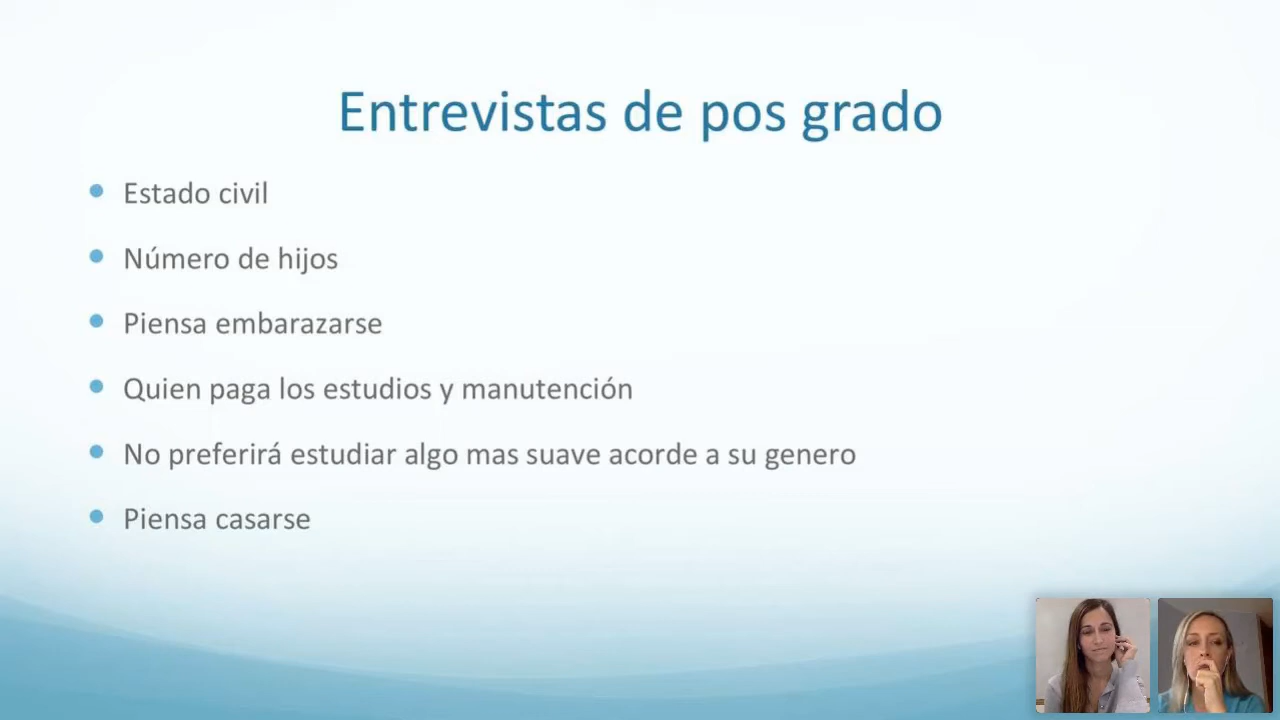 Entrevistas de pos grado
Estado civil
Número de hijos
Piensa embarazarse
Quien paga los estudios y manutención
No preferirá estudiar algo mas suave acorde a su genero
Piensa casarse